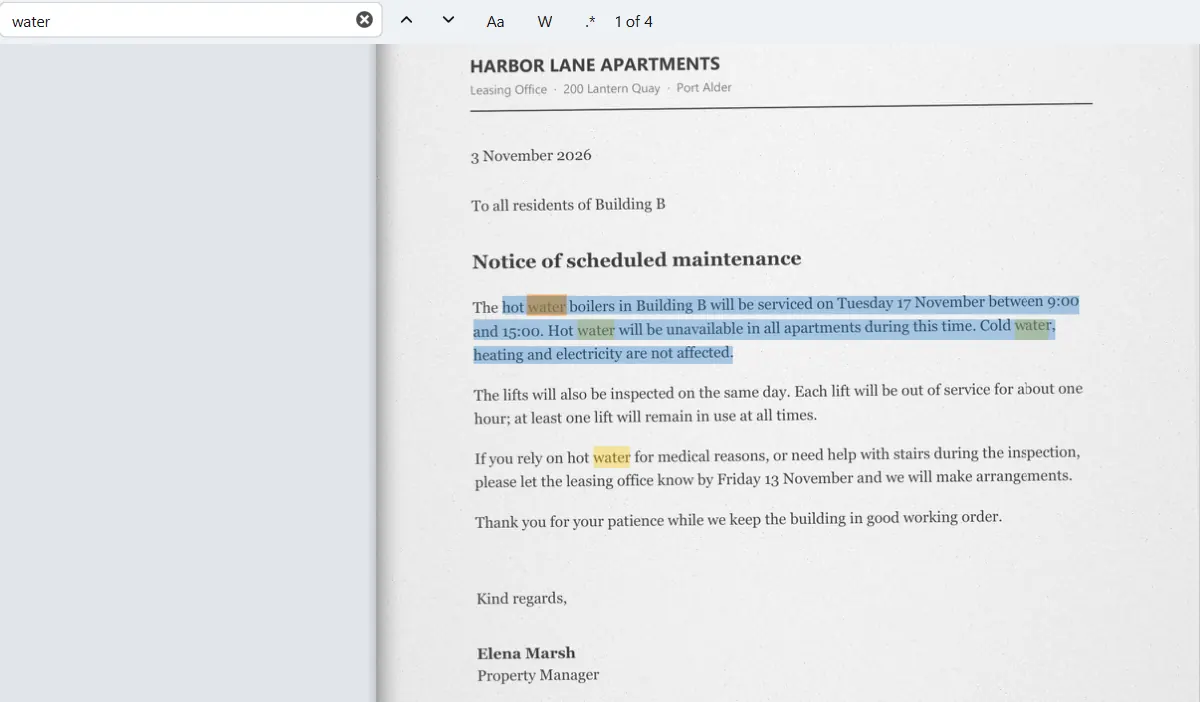 water
Aa W .* 1 of 4
HARBOR LANE APARTMENTS
Leasing Office · 200 Lantern Quay · Port Alder
3 November 2026
To all residents of Building B
Notice of scheduled maintenance
The hot water boilers in Building B will be serviced on Tuesday 17 November between 9:00
and 15:00. Hot water will be unavailable in all apartments during this time. Cold water,
heating and electricity are not affected.
The lifts will also be inspected on the same day. Each lift will be out of service for about one
hour; at least one lift will remain in use at all times.
If you rely on hot water for medical reasons, or need help with stairs during the inspection,
please let the leasing office know by Friday 13 November and we will make arrangements.
Thank you for your patience while we keep the building in good working order.
Kind regards,
Elena Marsh
Property Manager